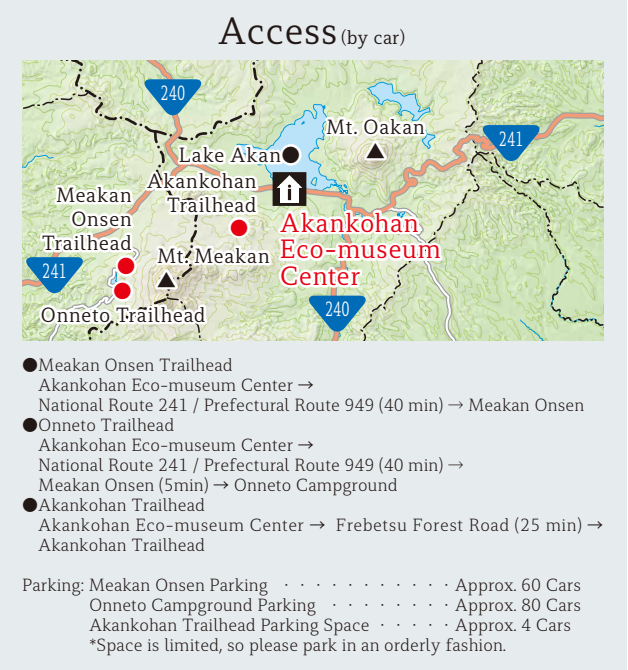 Access (by car)
240
Mt. Oakan
241
Lake Akan
Akankohan
Trailhead
Meakan
Onsen
Trailhead
Akankohan
Eco-museum
Center
Mt. Meakan
241
240
Onneto Trailhead
●Meakan Onsen Trailhead
Akankohan Eco-museum Center →
National Route 241 / Prefectural Route 949 (40 min) → Meakan Onsen
●Onneto Trailhead
Akankohan Eco-museum Center →
National Route 241 / Prefectural Route 949 (40 min) →
Meakan Onsen (5min) → Onneto Campground
●Akankohan Trailhead
Akankohan Eco-museum Center → Frebetsu Forest Road (25 min) →
Akankohan Trailhead
Parking: Meakan Onsen Parking · · · · · · · · · · · Approx. 60 Cars
Onneto Campground Parking · · · · · · · · Approx. 80 Cars
Akankohan Trailhead Parking Space · · · · · Approx. 4 Cars
*Space is limited, so please park in an orderly fashion.